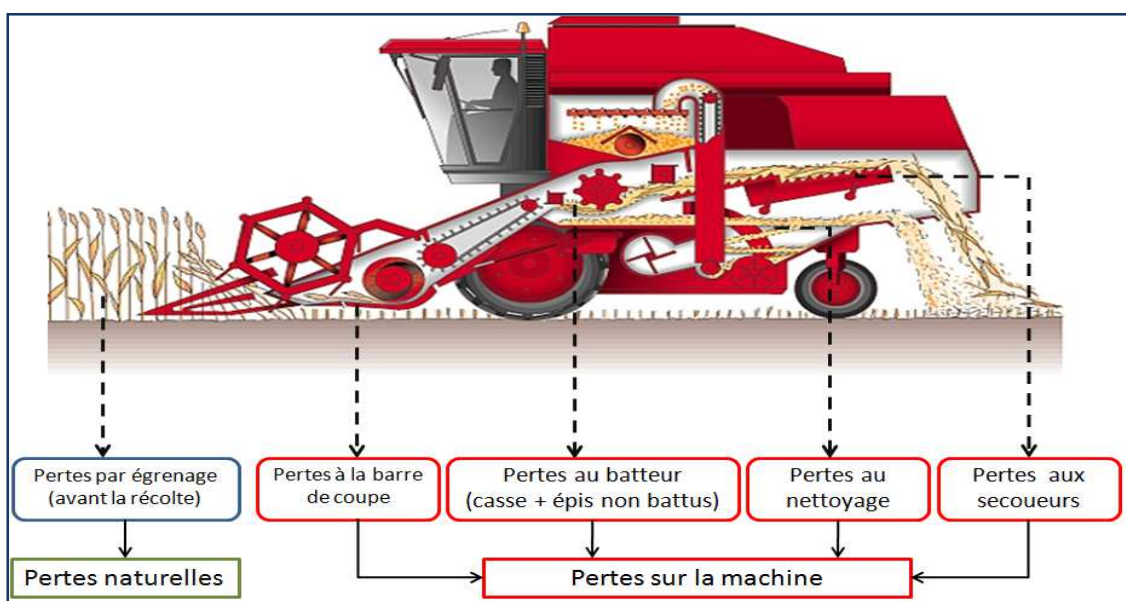 Pertes par égrenage
(avant la récolte)
Pertes à la barre
de coupe
Pertes au batteur
(casse + épis non battus)
Pertes au
nettoyage
Pertes aux
secoueurs
Pertes naturelles
Pertes sur la machine